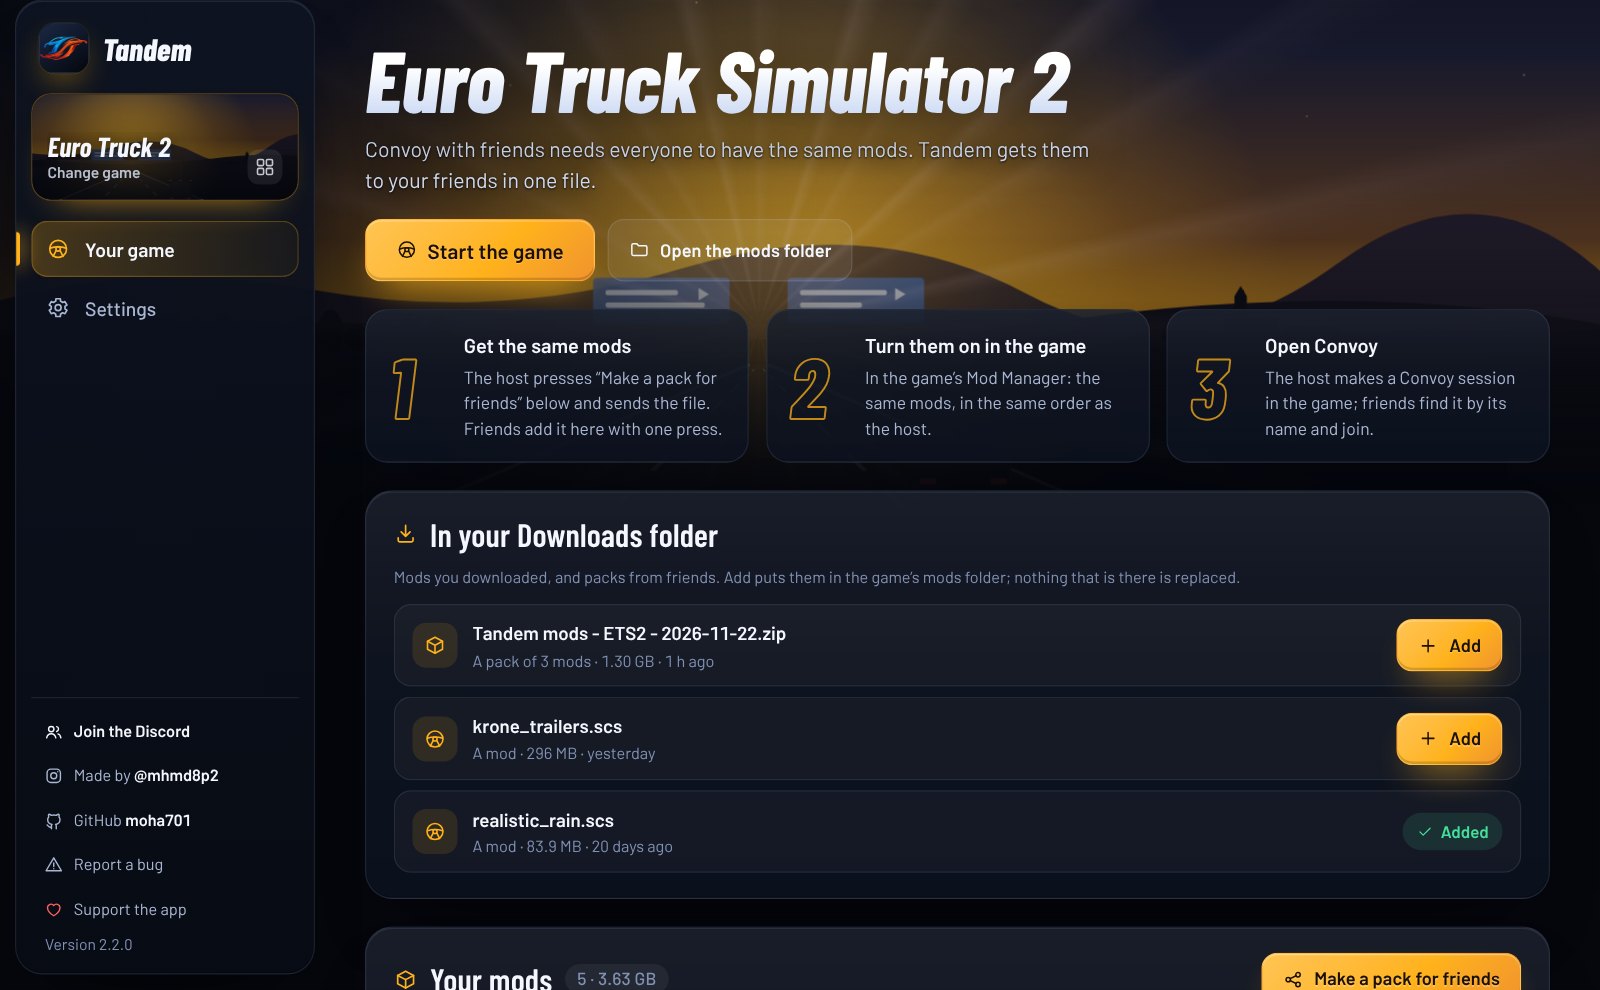 Tandem
Euro Truck 2
Change game
Your game
Settings
Join the Discord
Made by @mhmd8p2
GitHub moha701
Report a bug
Support the app
Version 2.2.0
Euro Truck Simulator 2
Convoy with friends needs everyone to have the same mods. Tandem gets them
to your friends in one file.
Start the game
Open the mods folder
1
Get the same mods
The host presses “Make a pack for
friends” below and sends the file.
Friends add it here with one press.
2
Turn them on in the game
In the game’s Mod Manager: the
same mods, in the same order as
the host.
3
Open Convoy
The host makes a Convoy session
in the game; friends find it by its
name and join.
In your Downloads folder
Mods you downloaded, and packs from friends. Add puts them in the game’s mods folder; nothing that is there is replaced.
Tandem mods - ETS2 - 2026-11-22.zip
A pack of 3 mods · 1.30 GB · 1 h ago
Add
krone_trailers.scs
A mod · 296 MB · yesterday
Add
realistic_rain.scs
A mod · 83.9 MB · 20 days ago
Added
Your mods
5 · 3.63 GB
Make a pack for friends